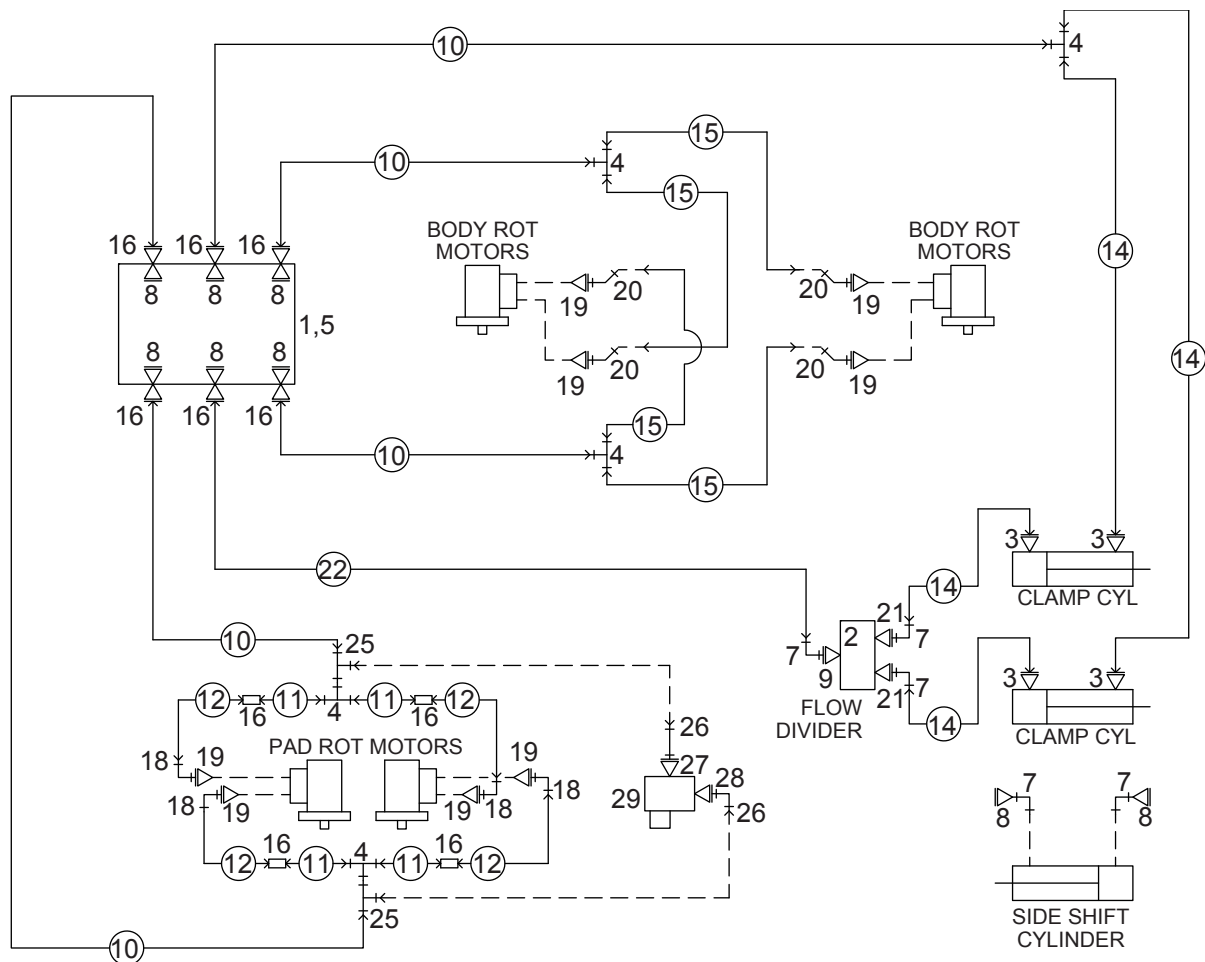 10
4
15
10
4
15
BODY ROT
MOTORS
BODY ROT
MOTORS
14
16 16 16
8 8 8
1,5
19 20 20 19
8 8 8
19 20 20 19
14
16 16 16
15
10
4
15
22
3 3
14
CLAMP CYL
10
25
21
2 7
7
9
21 7
3 3
FLOW
DIVIDER
14
CLAMP CYL
12 11 11 12
16 4 16
26
PAD ROT MOTORS
18 19 19
27
28
18 19 19 18 18
29
26
7 7
8 8
16 4 16
12 11 11 12
25
10
SIDE SHIFT
CYLINDER